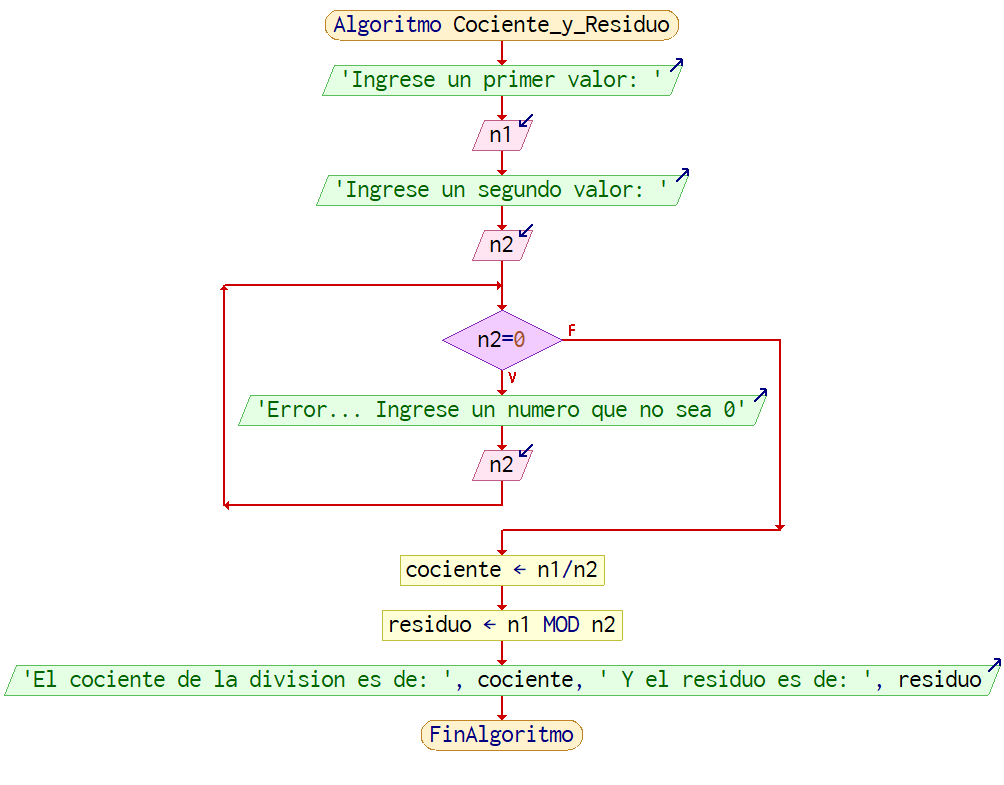 Algoritmo Cociente_y_Residuo
'Ingrese un primer valor: '
n1
'Ingrese un segundo valor: '
n2
n2=0
F
V
'Error... Ingrese un numero que no sea 0'
n2
cociente ← n1/n2
residuo ← n1 MOD n2
'El cociente de la division es de: ', cociente, ' Y el residuo es de: ', residuo
FinAlgoritmo